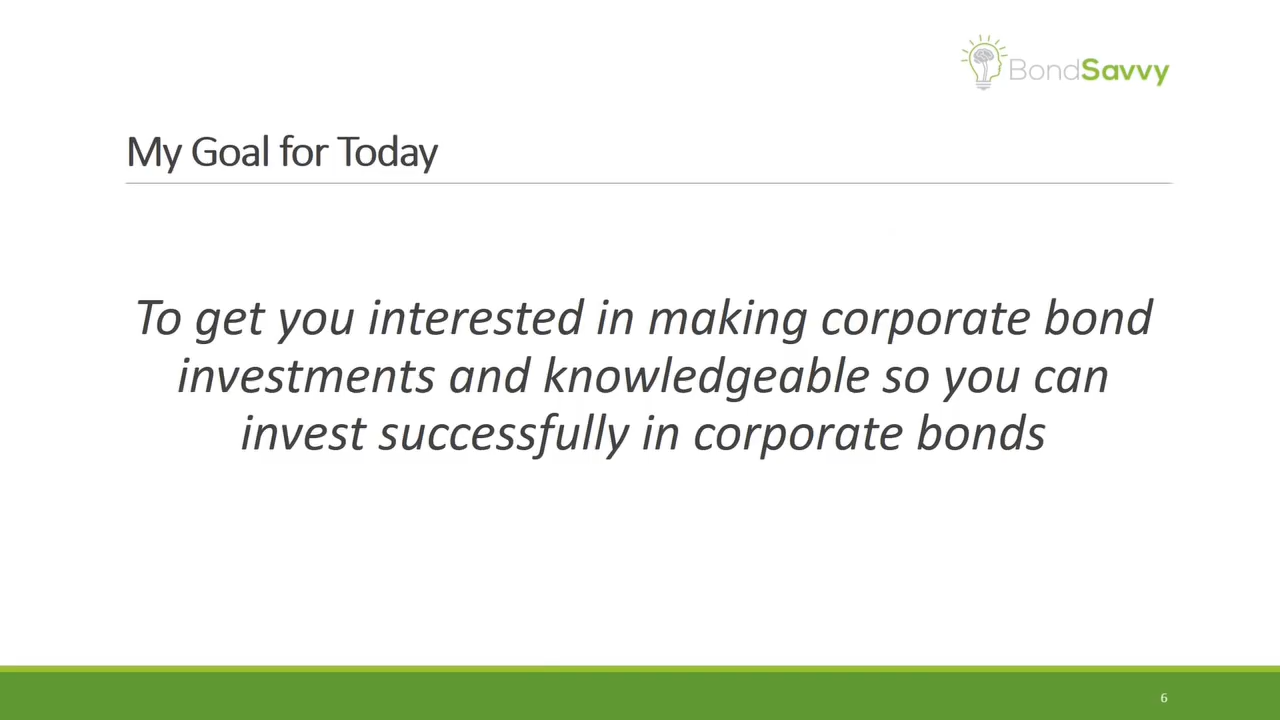 BondSavvy
My Goal for Today
To get you interested in making corporate bond
investments and knowledgeable so you can
invest successfully in corporate bonds
6